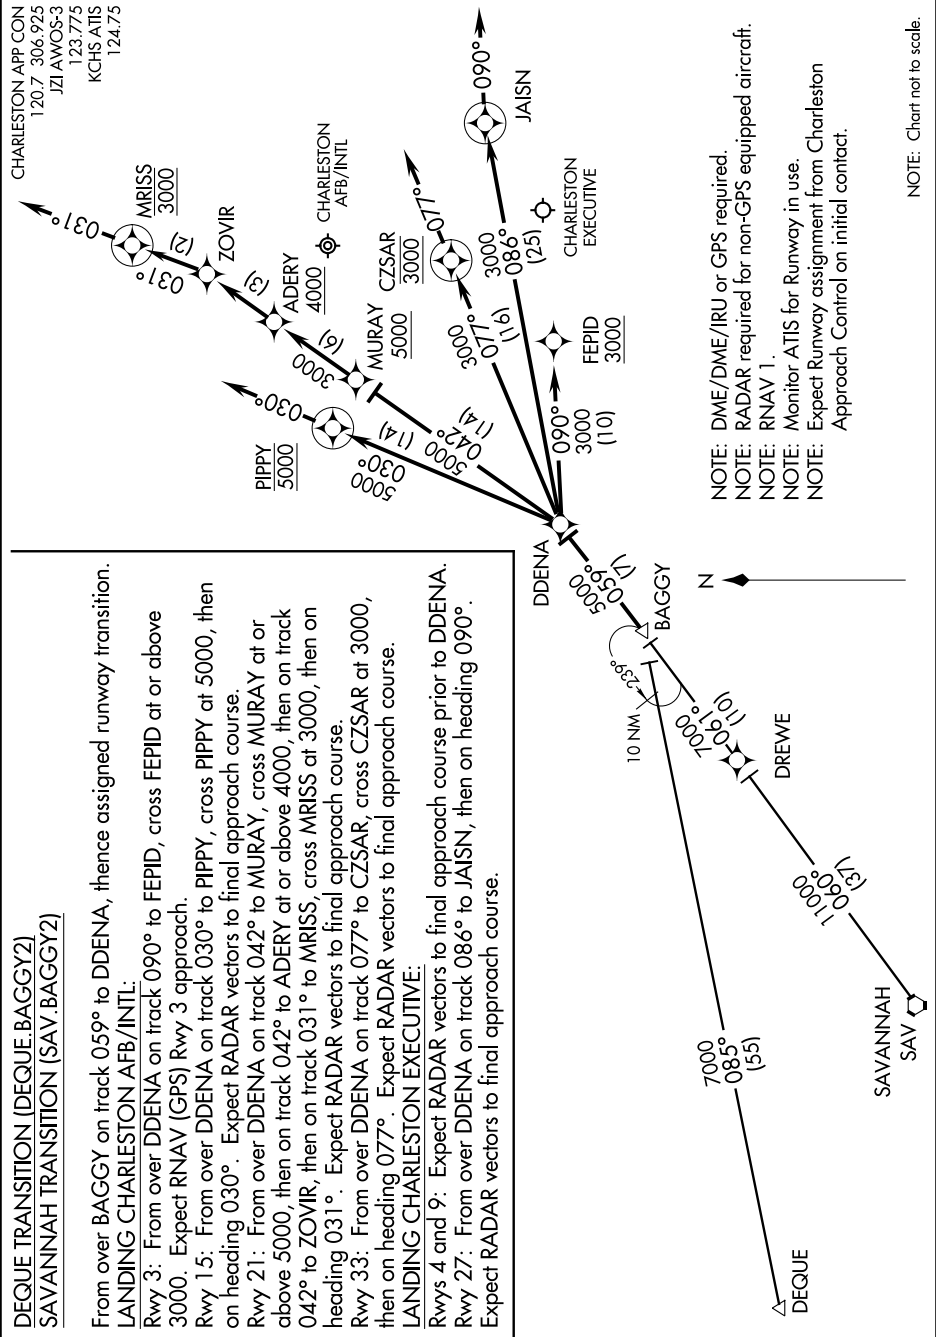 DEQUE TRANSITION (DEQUE.BAGGY2)
SAVANNAH TRANSITION (SAV.BAGGY2)
From over BAGGY on track 059° to DDENA, thence assigned runway transition.
LANDING CHARLESTON AFB/INTL:
Rwy 3: From over DDENA on track 090° to FEPID, cross FEPID at or above
3000. Expect RNAV (GPS) Rwy 3 approach.
Rwy 15: From over DDENA on track 030° to PIPPY, cross PIPPY at 5000, then
on heading 030°. Expect RADAR vectors to final approach course.
Rwy 21: From over DDENA on track 042° to MURAY, cross MURAY at or
above 5000, then on track 042° to ADERY at or above 4000, then on track
042° to ZOVIR, then on track 031° to MRISS, cross MRISS at 3000, then on
heading 031°. Expect RADAR vectors to final approach course.
Rwy 33: From over DDENA on track 077° to CZSAR, cross CZSAR at 3000,
then on heading 077°. Expect RADAR vectors to final approach course.
LANDING CHARLESTON EXECUTIVE:
Rwys 4 and 9: Expect RADAR vectors to final approach course prior to DDENA.
Rwy 27: From over DDENA on track 086° to JAISN, then on heading 090°.
Expect RADAR vectors to final approach course.
CHARLESTON APP CON
120.7 306.925
JZI AWOS-3
123.775
KCHS ATIS
124.75
031°
MRISS
3000
(2)
031°
ZOVIR
(3)
ADERY
4000
CHARLESTON
AFB/INTL
3000
(6)
MURAY
5000
030°
PIPPY
5000
5000
030°
(14)
5000
042°
(14)
077°
CZSAR
3000
3000
077°
(16)
090°
JAISN
3000
086°
(25)
CHARLESTON
EXECUTIVE
FEPID
3000
090°
3000
(10)
DDENA
5000
059°
(7)
BAGGY
N
10 NM
239°
7000
061°
(10)
DREWE
11000
060°
(37)
SAVANNAH
SAV
7000
085°
(55)
DEQUE
NOTE: DME/DME/IRU or GPS required.
NOTE: RADAR required for non-GPS equipped aircraft.
NOTE: RNAV 1.
NOTE: Monitor ATIS for Runway in use.
NOTE: Expect Runway assignment from Charleston
Approach Control on initial contact.
NOTE: Chart not to scale.